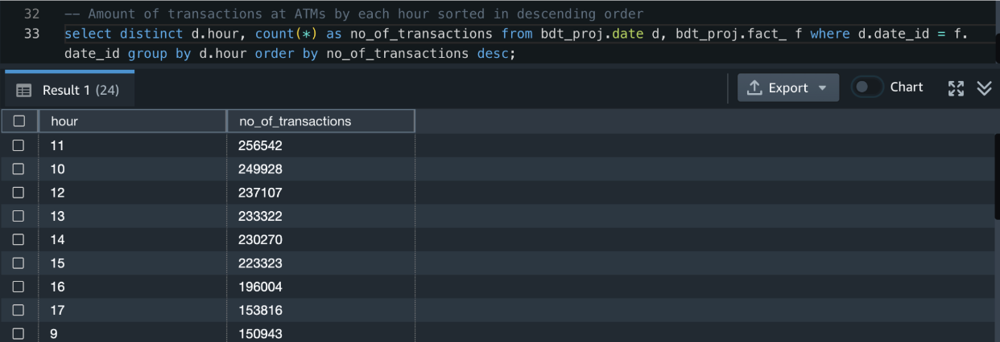 32 -- Amount of transactions at ATMs by each hour sorted in descending order
33 select distinct d.hour, count(*) as no_of_transactions from bdt_proj.date d, bdt_proj.fact_ f where d.date_id = f.
date_id group by d.hour order by no_of_transactions desc;
Result 1 (24) Export Chart
hour no_of_transactions
11 256542
10 249928
12 237107
13 233322
14 230270
15 223323
16 196004
17 153816
9 150943